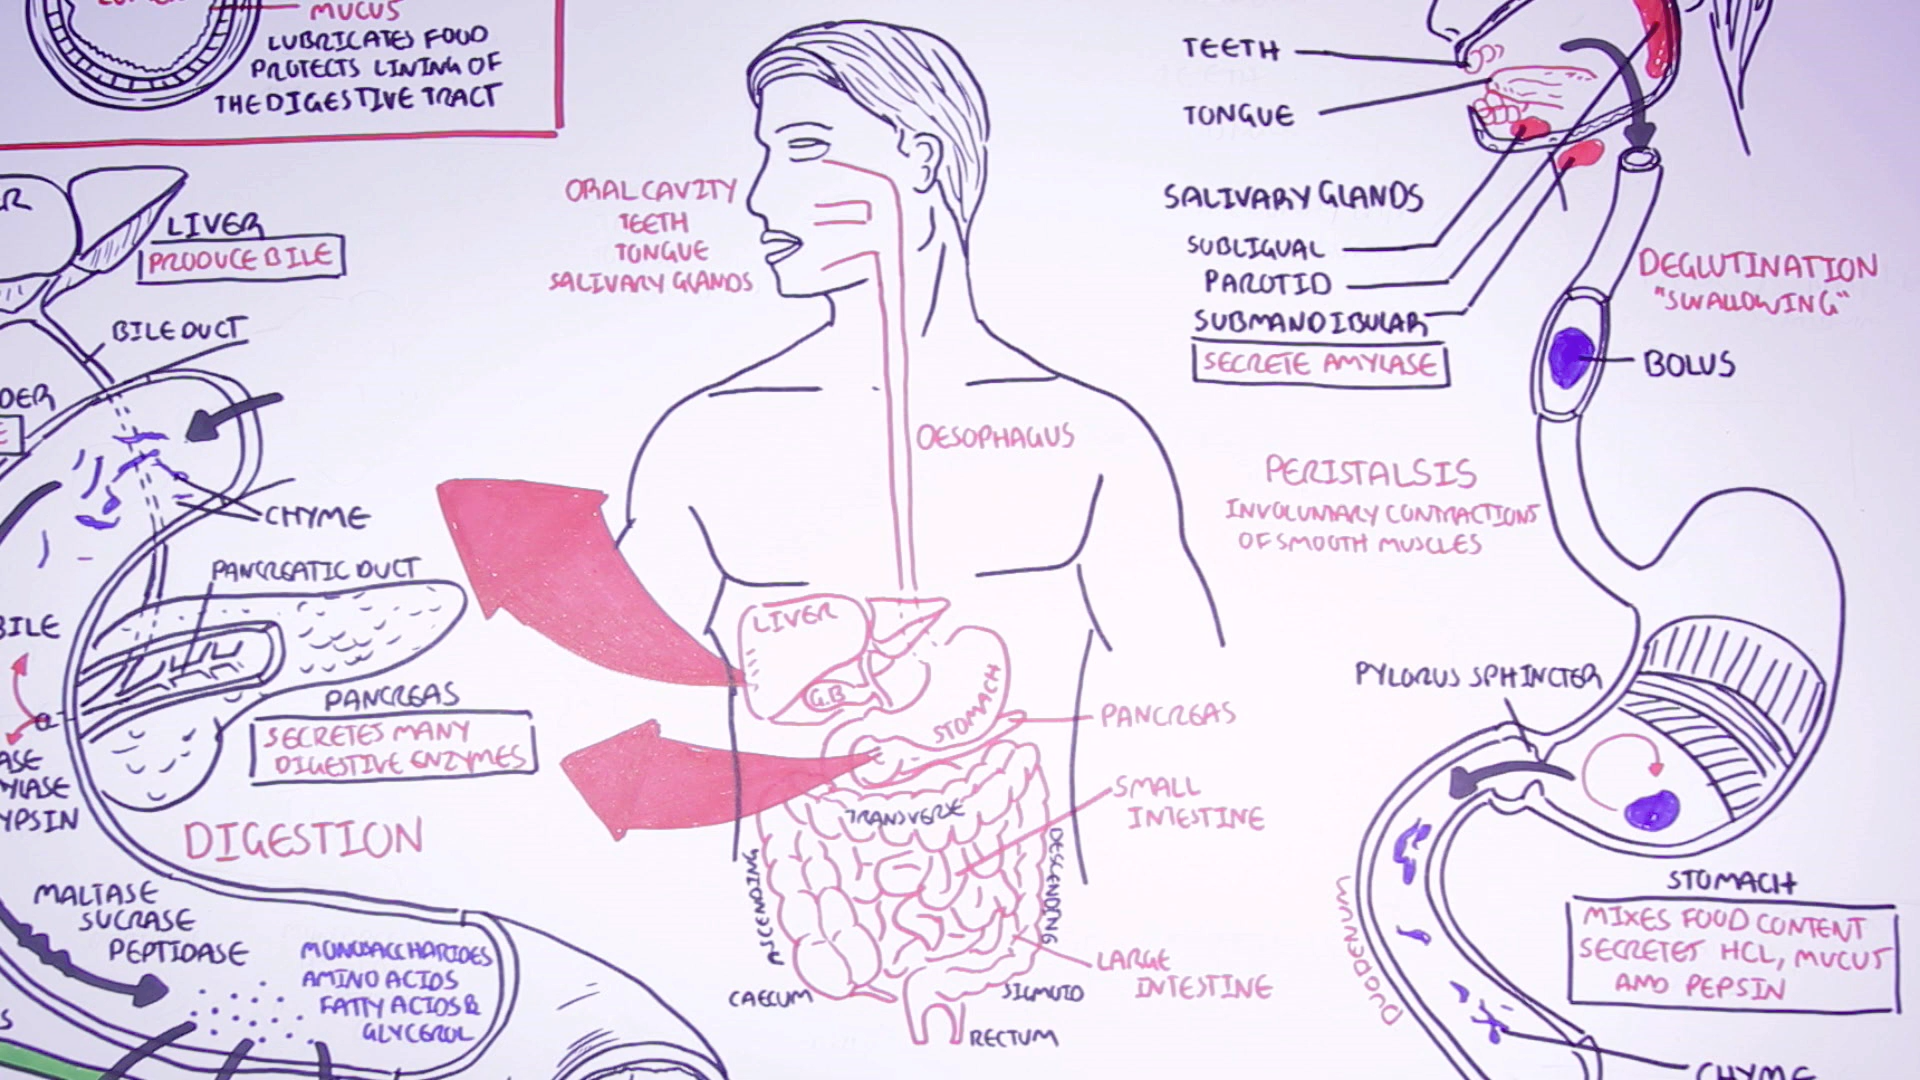 MUCUS
LUBRICATES FOOD
PROTECTS LINING OF
THE DIGESTIVE TRACT
LIVER
PRODUCE BILE
BILE DUCT
CHYME
PANCREATIC DUCT
BILE
PANCREAS
SECRETES MANY
DIGESTIVE ENZYMES
DIGESTION
MALTASE
SUCRASE
PEPTIDASE
MONOSACCHARIDES
AMINO ACIDS
FATTY ACIDS &
GLYCEROL
ORAL CAVITY
TEETH
TONGUE
SALIVARY GLANDS
OESOPHAGUS
LIVER
G.B
STOMACH
PANCREAS
SMALL
INTESTINE
TRANSVERSE
ASCENDING
DESCENDING
LARGE
INTESTINE
CAECUM
SIGMOID
RECTUM
TEETH
TONGUE
SALIVARY GLANDS
SUBLIGUAL
PAROTID
SUBMANDIBULAR
SECRETE AMYLASE
DEGLUTINATION
"SWALLOWING"
BOLUS
PERISTALSIS
INVOLUNTARY CONTRACTIONS
OF SMOOTH MUSCLES
PYLORUS SPHINCTER
STOMACH
MIXES FOOD CONTENT
SECRETES HCL, MUCUS
AND PEPSIN
DUODENNUM
CHYME